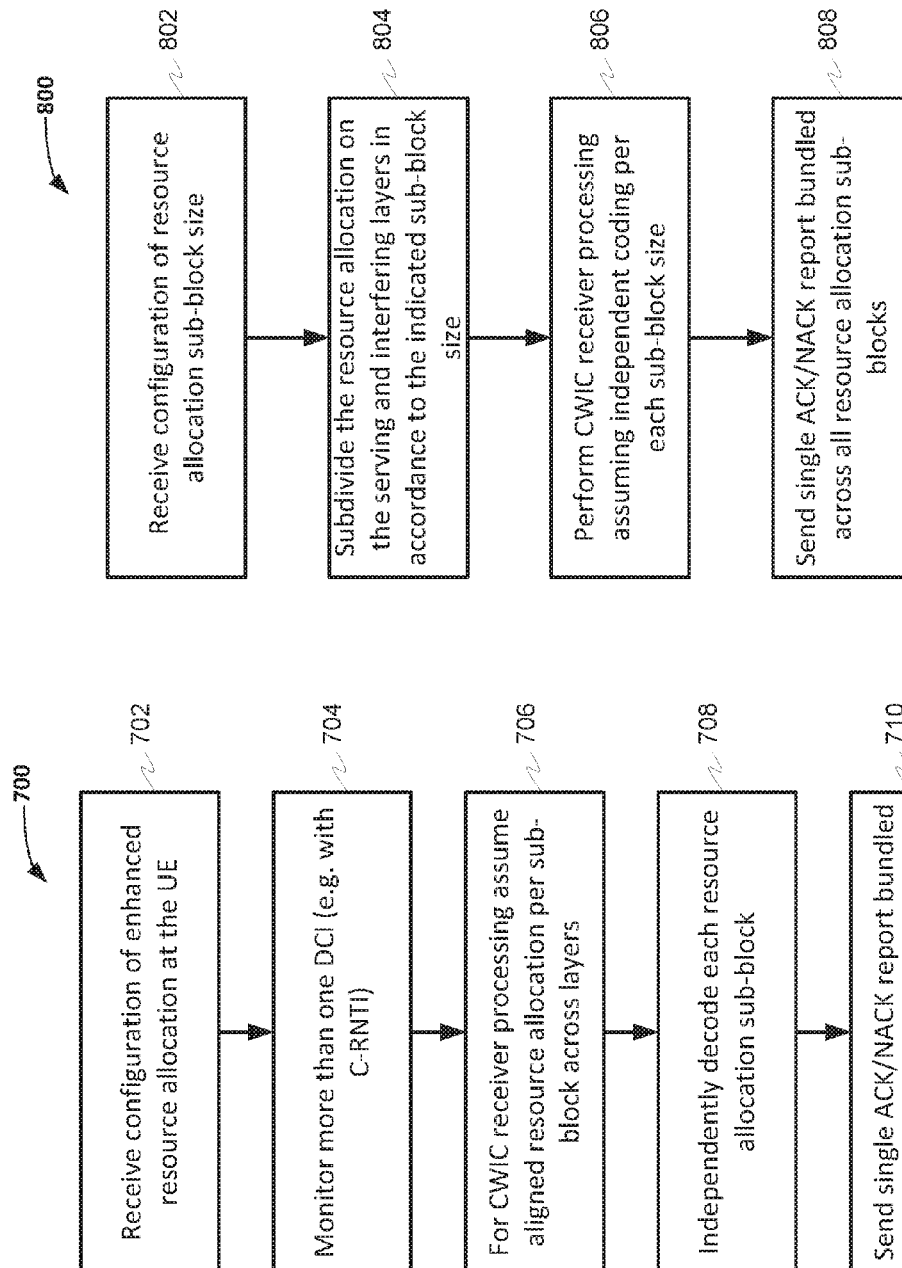 700
Receive configuration of enhanced
resource allocation at the UE
702
Monitor more than one DCI (e.g. with
C-RNTI)
704
For CWIC receiver processing assume
aligned resource allocation per sub-
block across layers
706
Independently decode each resource
allocation sub-block
708
Send single ACK/NACK report bundled
710
800
Receive configuration of resource
allocation sub-block size
802
Subdivide the resource allocation on
the serving and interfering layers in
accordance to the indicated sub-block
size
804
Perform CWIC receiver processing
assuming independent coding per
each sub-block size
806
Send single ACK/NACK report bundled
across all resource allocation sub-
blocks
808